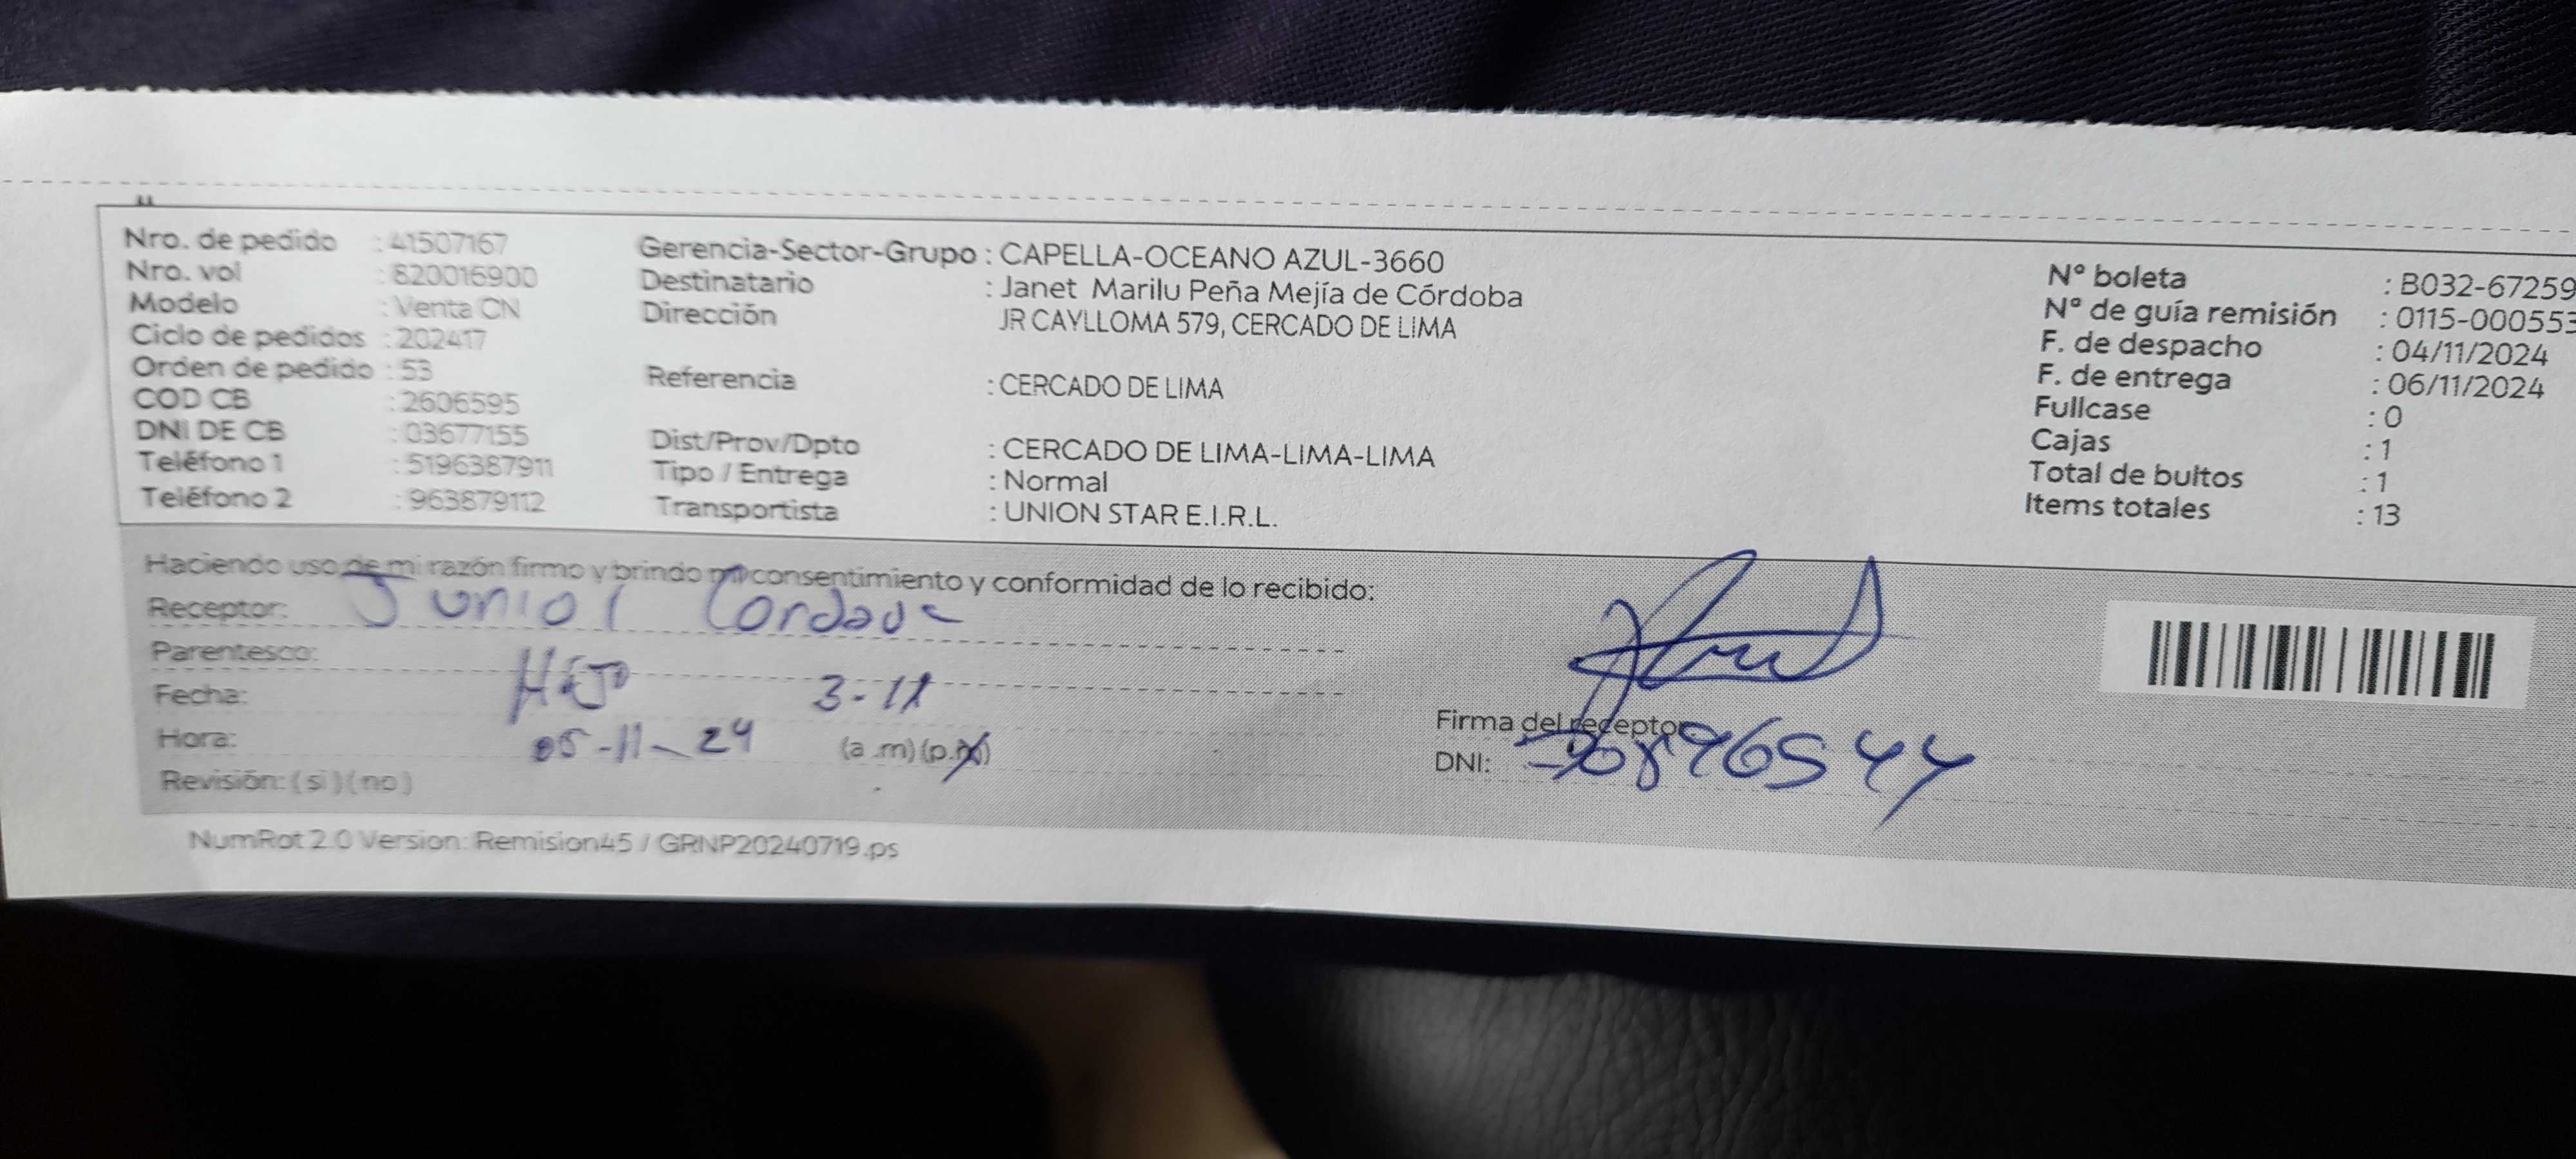 Nro. de pedido : 41507167
Nro. vol : 820016900
Modelo : Venta CN
Ciclo de pedidos : 202417
Orden de pedido : 53
COD CB : 2606595
DNI DE CB : 03677155
Teléfono 1 : 5196387911
Teléfono 2 : 963879112
Gerencia-Sector-Grupo : CAPELLA-OCEANO AZUL-3660
Destinatario : Janet Marilu Peña Mejía de Córdoba
Dirección JR CAYLLOMA 579, CERCADO DE LIMA
Referencia : CERCADO DE LIMA
Dist/Prov/Dpto : CERCADO DE LIMA-LIMA-LIMA
Tipo / Entrega : Normal
Transportista : UNION STAR E.I.R.L.
N° boleta : B032-67259
N° de guía remisión : 0115-000553
F. de despacho : 04/11/2024
F. de entrega : 06/11/2024
Fullcase : 0
Cajas : 1
Total de bultos : 1
Items totales : 13
Haciendo uso de mi razón firmo y brindo mi consentimiento y conformidad de lo recibido:
Receptor: Junior Cordova
Parentesco:
Fecha: HIJO 3-11
Hora: 05-11-24 (a.m) (p.m)
Revisión: (si) (no)
Firma del receptor
DNI: 70896544
NumRot 2.0 Version: Remision45 / GRNP20240719.ps